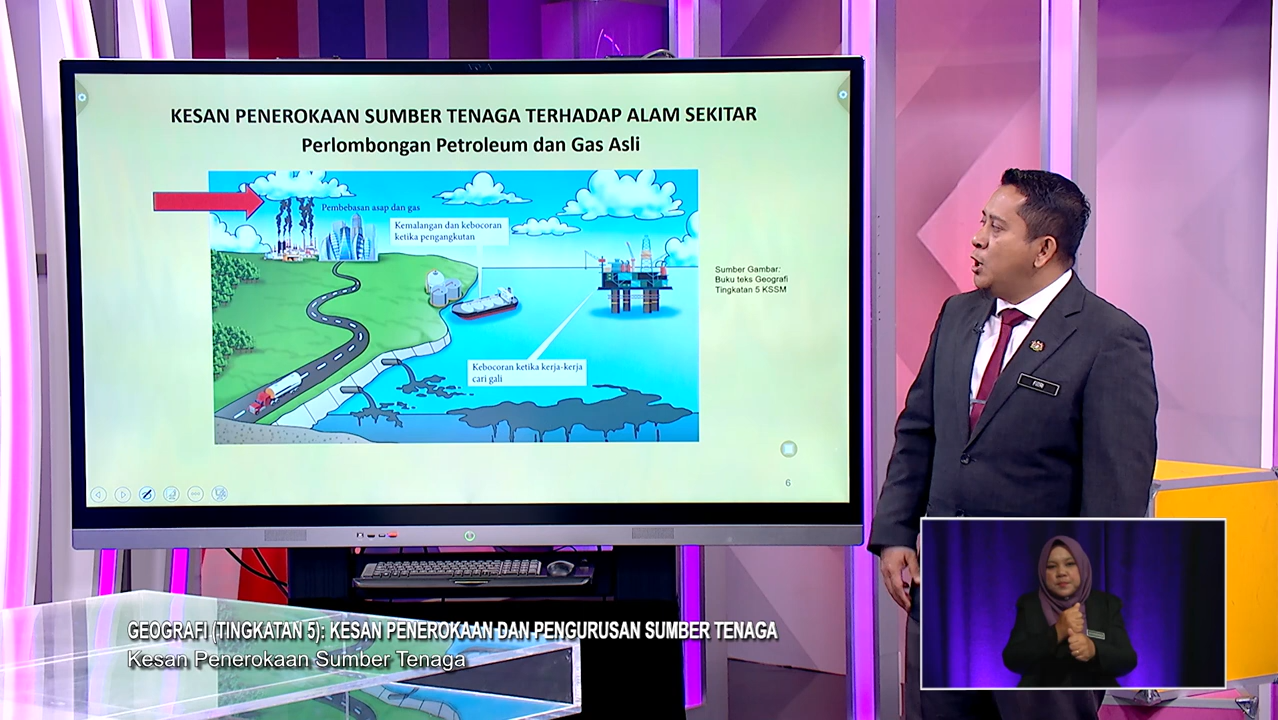 KESAN PENEROKAAN SUMBER TENAGA TERHADAP ALAM SEKITAR
Perlombongan Petroleum dan Gas Asli
Pembebasan asap dan gas
Kemalangan dan kebocoran
ketika pengangkutan
Sumber Gambar:
Buku teks Geografi
Tingkatan 5 KSSM
Kebocoran ketika kerja-kerja
cari gali
6
FITRI
GEOGRAFI (TINGKATAN 5): KESAN PENEROKAAN DAN PENGURUSAN SUMBER TENAGA
Kesan Penerokaan Sumber Tenaga